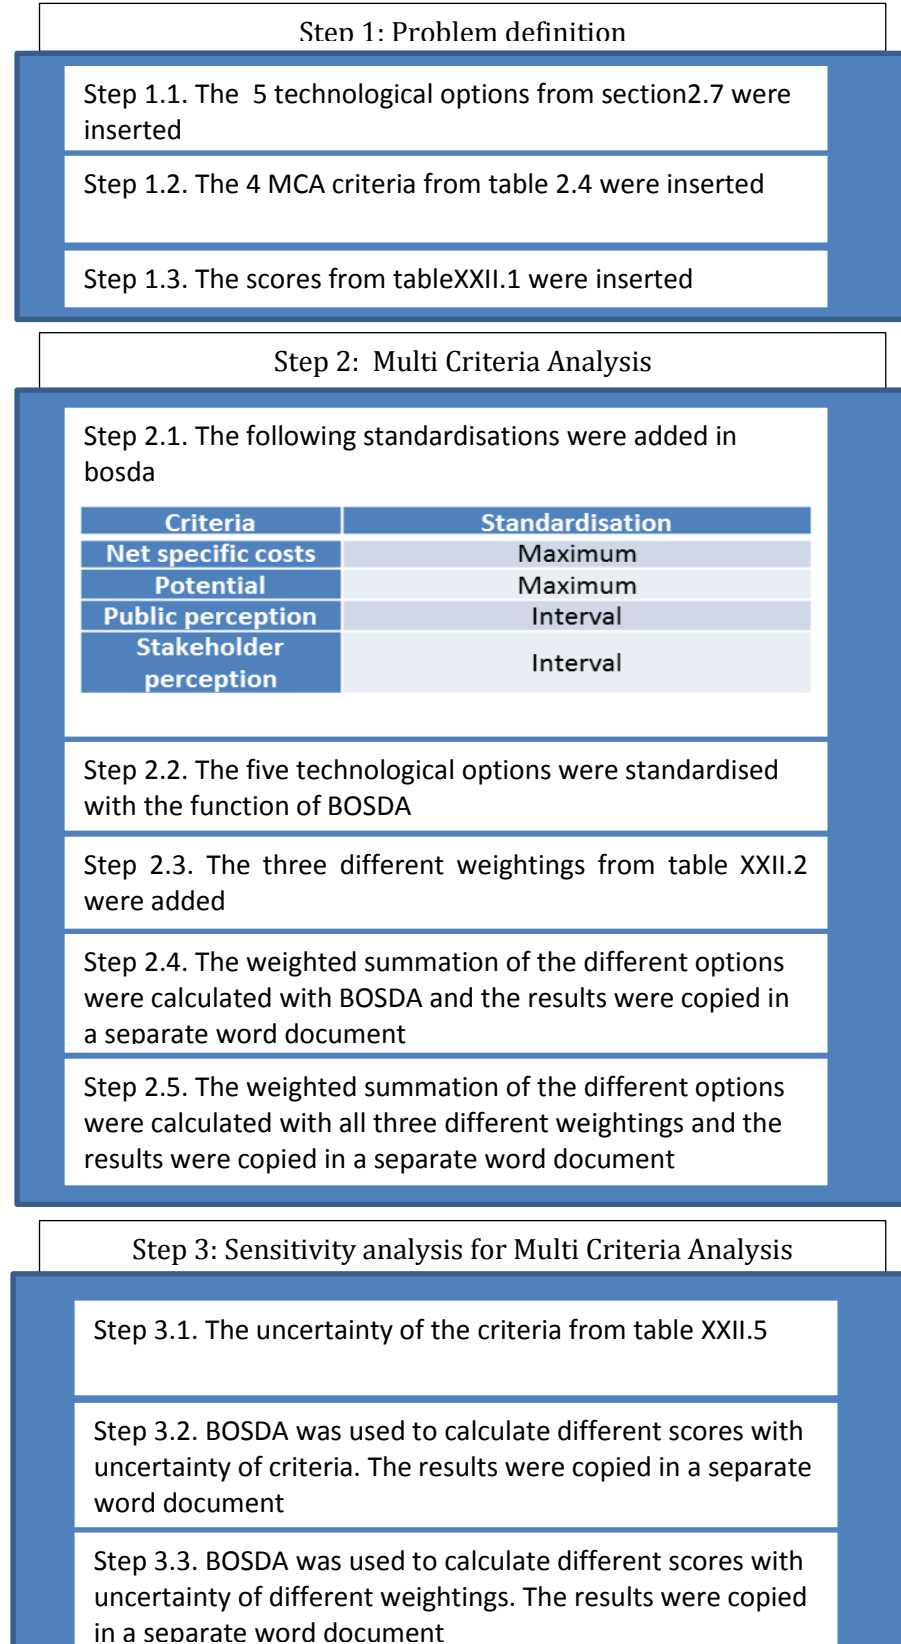 Step 1: Problem definition
Step 1.1. The  5 technological options from section2.7 were
inserted
Step 1.2. The 4 MCA criteria from table 2.4 were inserted
Step 1.3. The scores from tableXXII.1 were inserted
Step 2:  Multi Criteria Analysis
Step 2.1. The following standardisations were added in
bosda
Criteria Standardisation
Net specific costs Maximum
Potential Maximum
Public perception Interval
Stakeholder
perception Interval
Step 2.2. The five technological options were standardised
with the function of BOSDA
Step 2.3. The three different weightings from table XXII.2
were added
Step 2.4. The weighted summation of the different options
were calculated with BOSDA and the results were copied in
a separate word document
Step 2.5. The weighted summation of the different options
were calculated with all three different weightings and the
results were copied in a separate word document
Step 3: Sensitivity analysis for Multi Criteria Analysis
Step 3.1. The uncertainty of the criteria from table XXII.5
Step 3.2. BOSDA was used to calculate different scores with
uncertainty of criteria. The results were copied in a separate
word document
Step 3.3. BOSDA was used to calculate different scores with
uncertainty of different weightings. The results were copied
in a separate word document